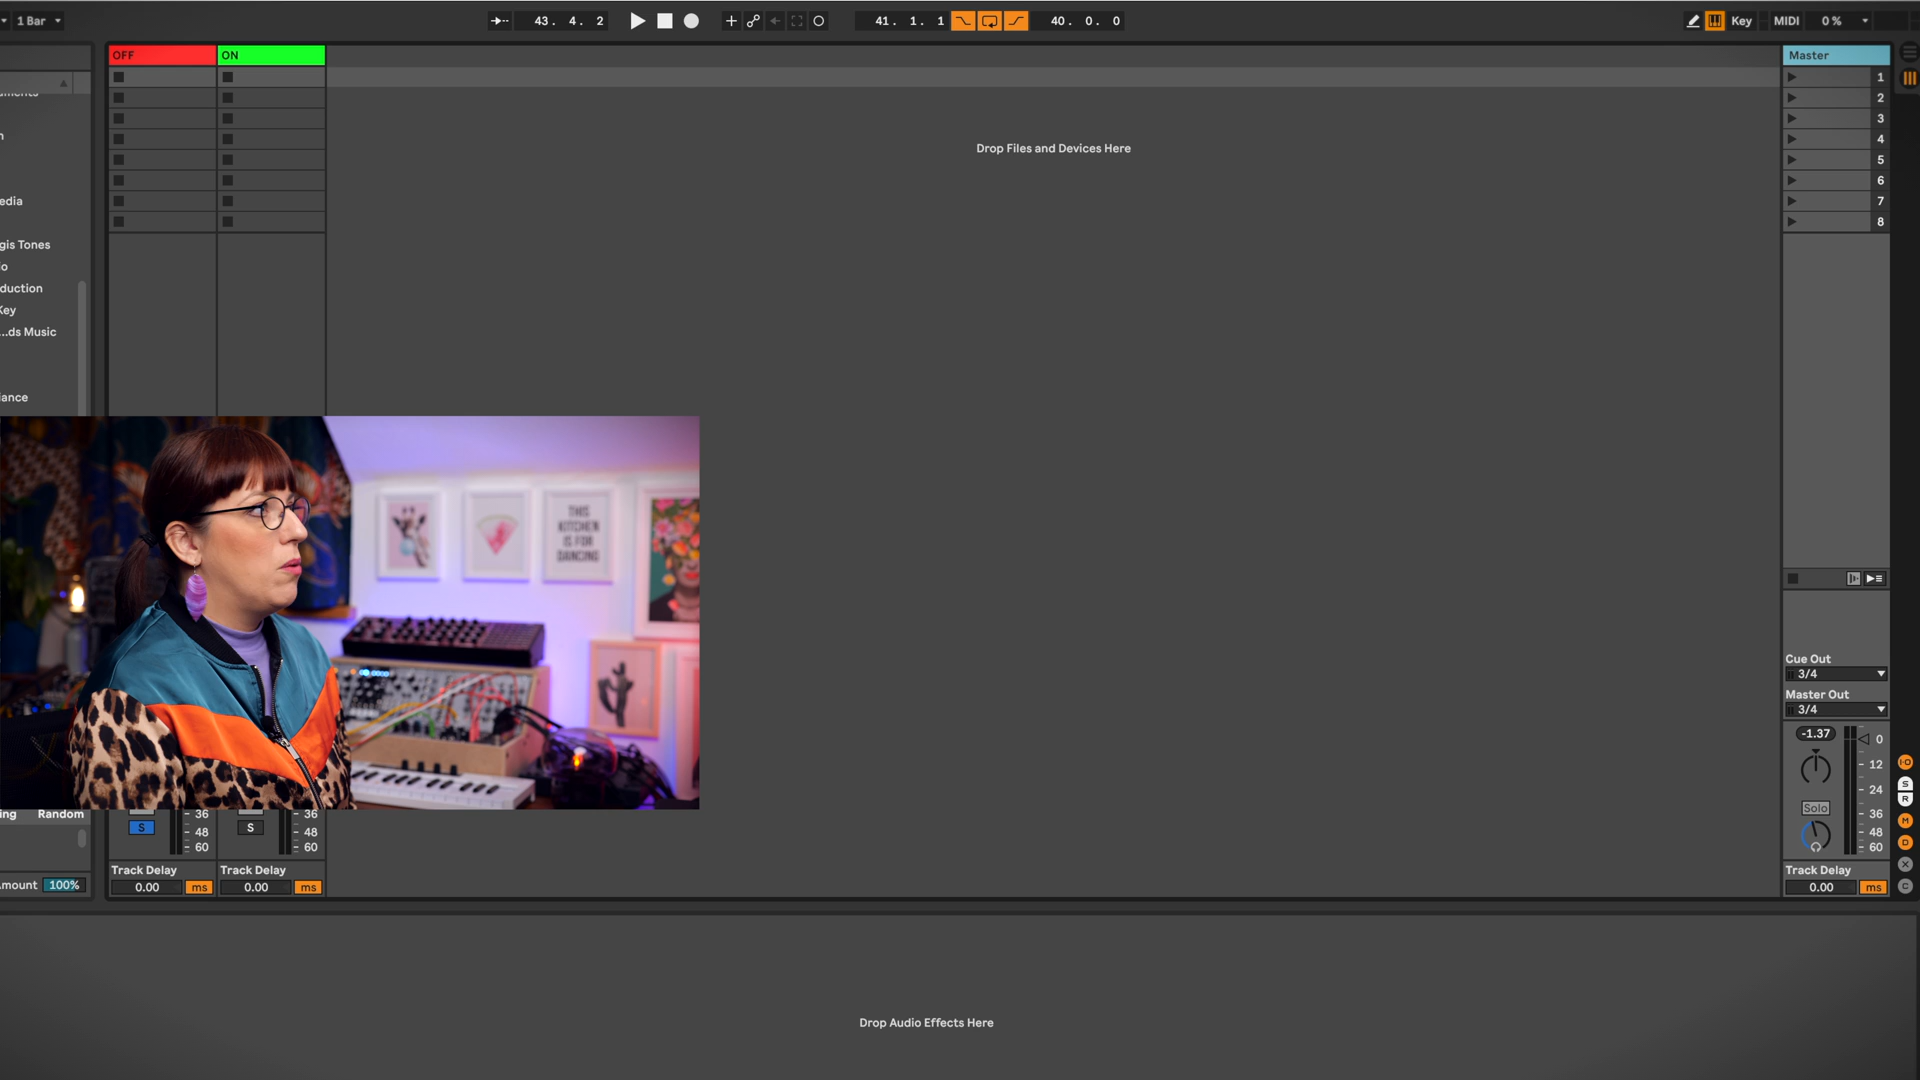 1 Bar
43. 4. 2
41. 1. 1
40. 0. 0
Key
MIDI
0 %
OFF
ON
Master
1
2
3
4
5
6
7
8
Drop Files and Devices Here
edia
gis Tones
o
duction
Key
...ds Music
iance
THIS
KITCHEN
IS FOR
DANCING
Cue Out
3/4
Master Out
3/4
-1.37
0
12
24
36
48
60
Solo
ing Random
S
36
48
60
S
36
48
60
Track Delay
0.00 ms
Track Delay
0.00 ms
Track Delay
0.00 ms
mount 100%
I·O
S
R
M
D
X
C
Drop Audio Effects Here